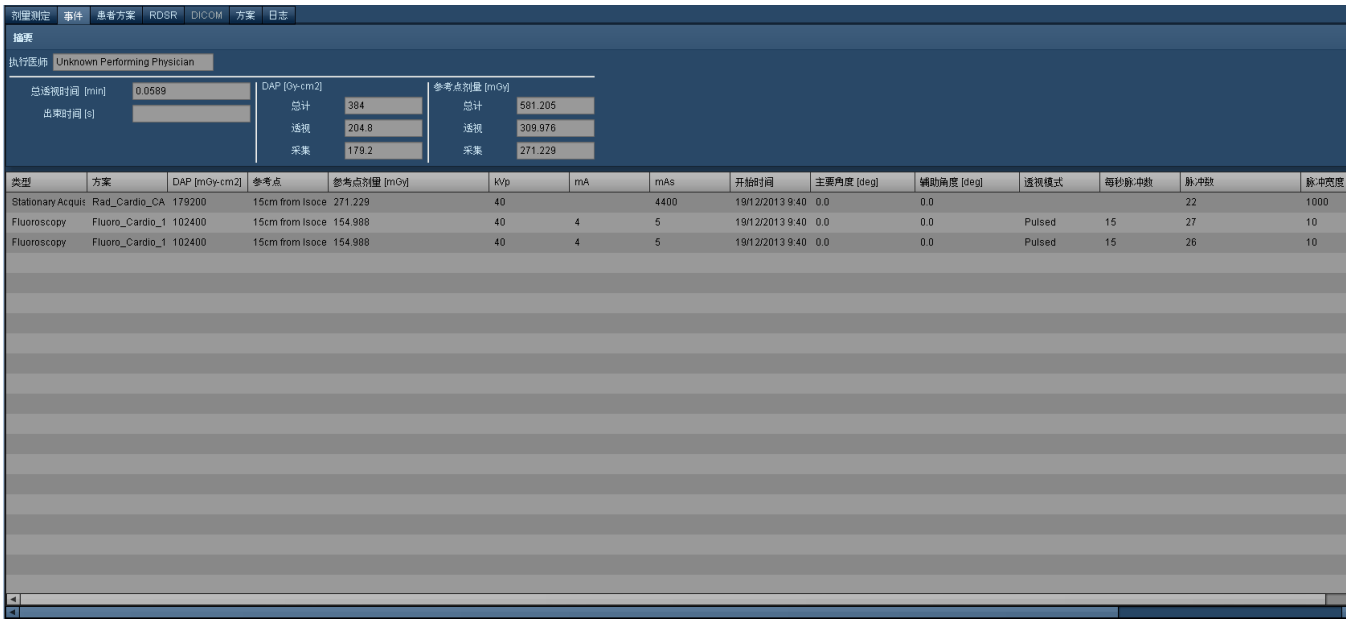 剂量测定 事件 患者方案 RDSR DICOM 方案 日志
摘要
执行医师 Unknown Performing Physician
总透视时间 [min] 0.0589 DAP [Gy-cm2] 参考点剂量 [mGy]
出束时间 [s] 总计 384 总计 581.205
透视 204.8 透视 309.976
采集 179.2 采集 271.229
类型 方案 DAP [mGy-cm2] 参考点 参考点剂量 [mGy] kVp mA mAs 开始时间 主要角度 [deg] 辅助角度 [deg] 透视模式 每秒脉冲数 脉冲数 脉冲宽度
Stationary Acquis Rad_Cardio_CA 179200 15cm from Isoce 271.229 40 4400 19/12/2013 9:40 0.0 0.0 22 1000
Fluoroscopy Fluoro_Cardio_1 102400 15cm from Isoce 154.988 40 4 5 19/12/2013 9:40 0.0 0.0 Pulsed 15 27 10
Fluoroscopy Fluoro_Cardio_1 102400 15cm from Isoce 154.988 40 4 5 19/12/2013 9:40 0.0 0.0 Pulsed 15 26 10